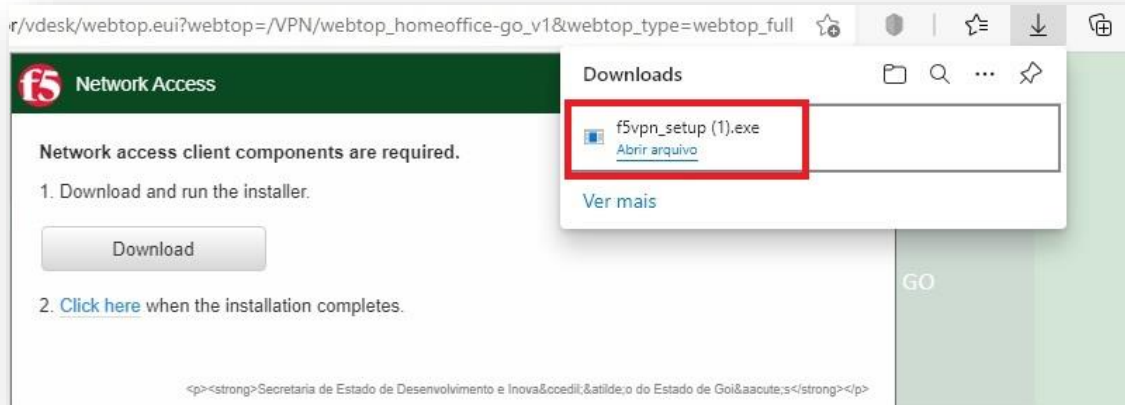 r/vdesk/webtop.eui?webtop=/VPN/webtop_homeoffice-go_v1&webtop_type=webtop_full
f5 Network Access
Downloads
f5vpn_setup (1).exe
Abrir arquivo
Ver mais
Network access client components are required.
1. Download and run the installer.
Download
2. Click here when the installation completes.
GO
<p><strong>Secretaria de Estado de Desenvolvimento e Inova&ccedil;&atilde;o do Estado de Goi&aacute;s</strong></p>